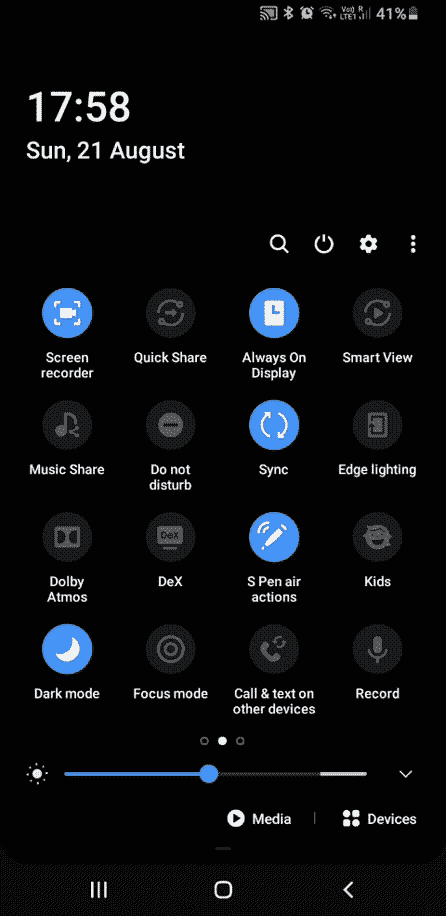 Vo) R
LTE1 41%
17:58
Sun, 21 August
Screen Quick Share Always On Smart View
recorder Display
Music Share Do not Sync Edge lighting
disturb
DeX
Dolby DeX S Pen air Kids
Atmos actions
Dark mode Focus mode Call & text on Record
other devices
Media | Devices